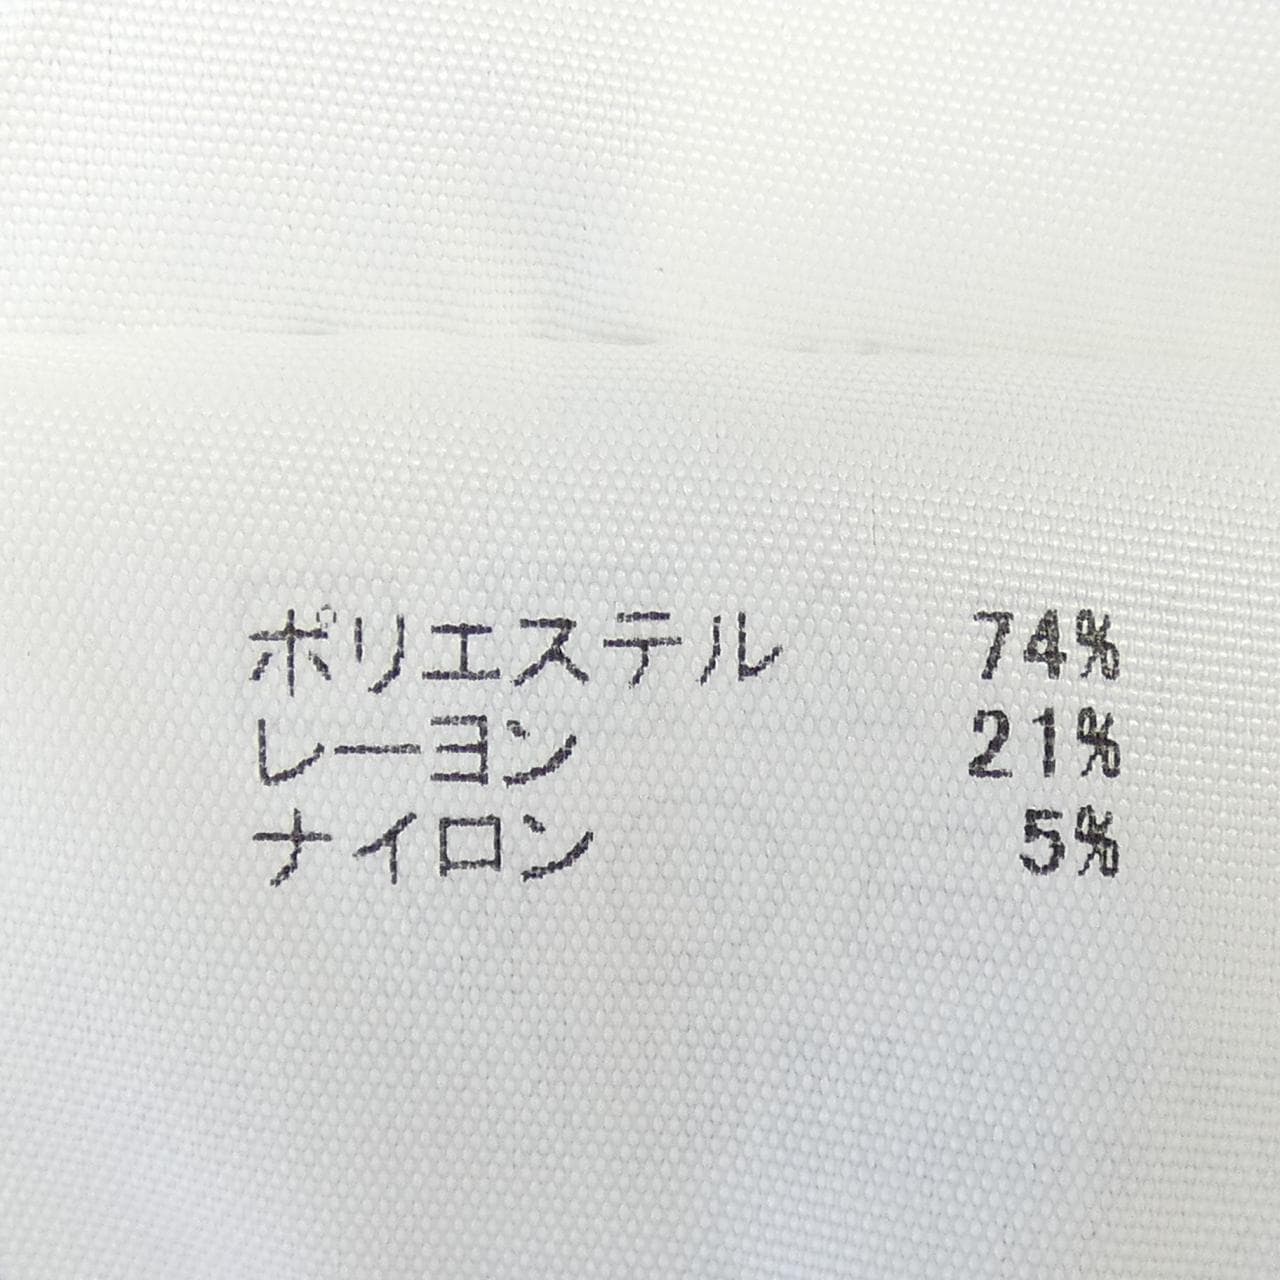 ポリエステル 74%
レーヨン 21%
ナイロン 5%